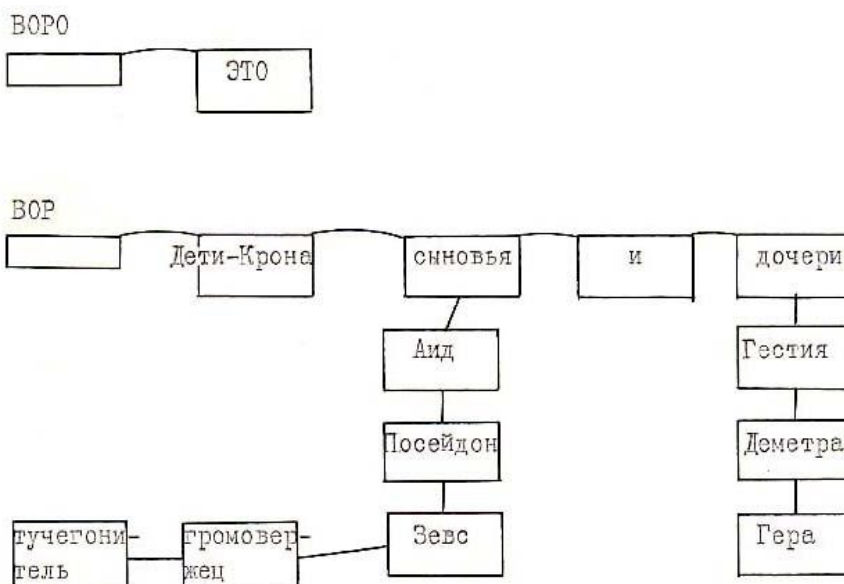 ВОРО
ЭТО
ВОР
Дети-Крона
сыновья
и
дочери
Аид
Гестия
Посейдон
Деметра
тучегони-
тель
громовер-
жец
Зевс
Гера